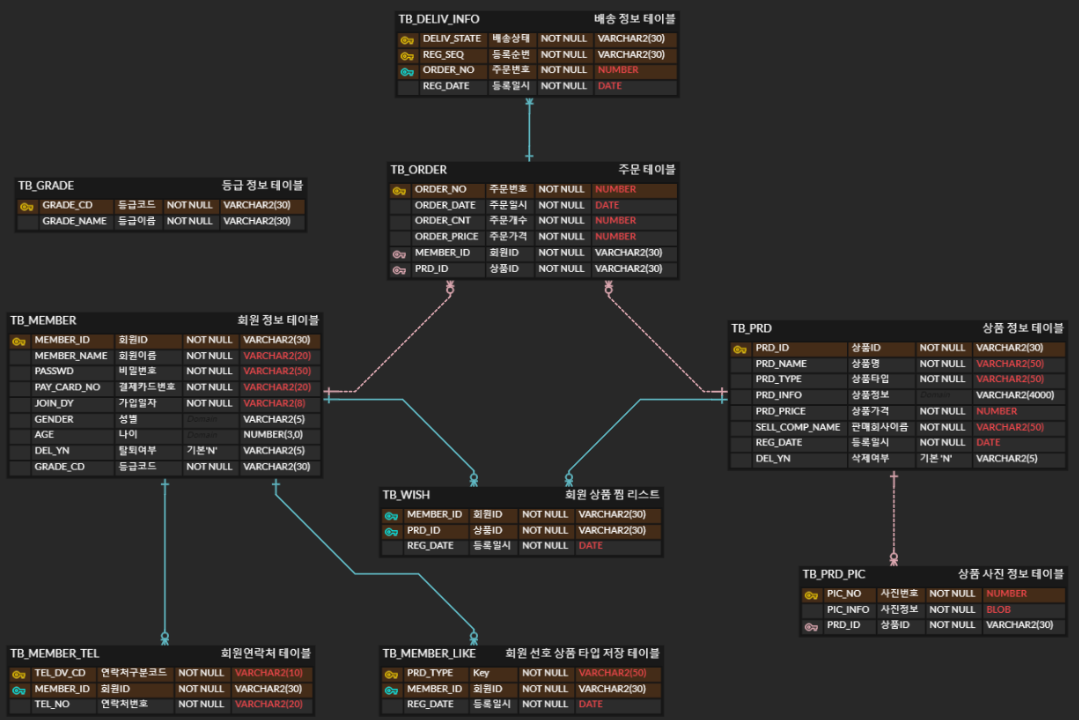 TB_DELIV_INFO 배송 정보 테이블
DELIV_STATE 배송상태 NOT NULL VARCHAR2(30)
REG_SEQ 등록순번 NOT NULL VARCHAR2(30)
ORDER_NO 주문번호 NOT NULL NUMBER
REG_DATE 등록일시 NOT NULL DATE
TB_ORDER 주문 테이블
ORDER_NO 주문번호 NOT NULL NUMBER
ORDER_DATE 주문일시 NOT NULL DATE
ORDER_CNT 주문개수 NOT NULL NUMBER
ORDER_PRICE 주문가격 NOT NULL NUMBER
MEMBER_ID 회원ID NOT NULL VARCHAR2(30)
PRD_ID 상품ID NOT NULL VARCHAR2(30)
TB_GRADE 등급 정보 테이블
GRADE_CD 등급코드 NOT NULL VARCHAR2(30)
GRADE_NAME 등급이름 NOT NULL VARCHAR2(30)
TB_MEMBER 회원 정보 테이블
MEMBER_ID 회원ID NOT NULL VARCHAR2(30)
MEMBER_NAME 회원이름 NOT NULL VARCHAR2(20)
PASSWD 비밀번호 NOT NULL VARCHAR2(50)
PAY_CARD_NO 결제카드번호 NOT NULL VARCHAR2(20)
JOIN_DY 가입일자 NOT NULL VARCHAR2(8)
GENDER 성별 Domain VARCHAR2(5)
AGE 나이 Domain NUMBER(3,0)
DEL_YN 탈퇴여부 기본'N' VARCHAR2(5)
GRADE_CD 등급코드 NOT NULL VARCHAR2(30)
TB_PRD 상품 정보 테이블
PRD_ID 상품ID NOT NULL VARCHAR2(30)
PRD_NAME 상품명 NOT NULL VARCHAR2(50)
PRD_TYPE 상품타입 NOT NULL VARCHAR2(50)
PRD_INFO 상품정보 Domain VARCHAR2(4000)
PRD_PRICE 상품가격 NOT NULL NUMBER
SELL_COMP_NAME 판매회사이름 NOT NULL VARCHAR2(50)
REG_DATE 등록일시 NOT NULL DATE
DEL_YN 삭제여부 기본 'N' VARCHAR2(5)
TB_WISH 회원 상품 찜 리스트
MEMBER_ID 회원ID NOT NULL VARCHAR2(30)
PRD_ID 상품ID NOT NULL VARCHAR2(30)
REG_DATE 등록일시 NOT NULL DATE
TB_PRD_PIC 상품 사진 정보 테이블
PIC_NO 사진번호 NOT NULL NUMBER
PIC_INFO 사진정보 NOT NULL BLOB
PRD_ID 상품ID NOT NULL VARCHAR2(30)
TB_MEMBER_TEL 회원연락처 테이블
TEL_DV_CD 연락처구분코드 NOT NULL VARCHAR2(10)
MEMBER_ID 회원ID NOT NULL VARCHAR2(30)
TEL_NO 연락처번호 NOT NULL VARCHAR2(20)
TB_MEMBER_LIKE 회원 선호 상품 타입 저장 테이블
PRD_TYPE Key NOT NULL VARCHAR2(50)
MEMBER_ID 회원ID NOT NULL VARCHAR2(30)
REG_DATE 등록일시 NOT NULL DATE